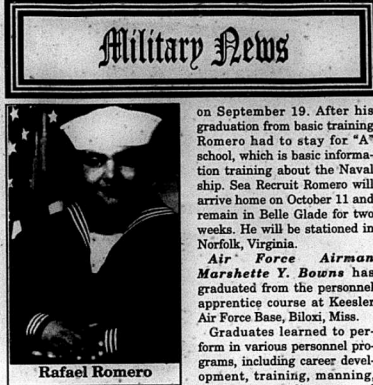 Military News
on September 19. After his
graduation from basic training
Romero had to stay for "A"
school, which is basic informa-
tion training about the Naval
ship. Sea Recruit Romero will
arrive home on October 11 and
remain in Belle Glade for two
weeks. He will be stationed in
Norfolk, Virginia.
Air Force Airman
Marshette Y. Bowns has
graduated from the personnel
apprentice course at Keesler
Air Force Base, Biloxi, Miss.
Graduates learned to per-
form in various personnel pro-
grams, including career devel-
opment, training, manning,
Rafael Romero